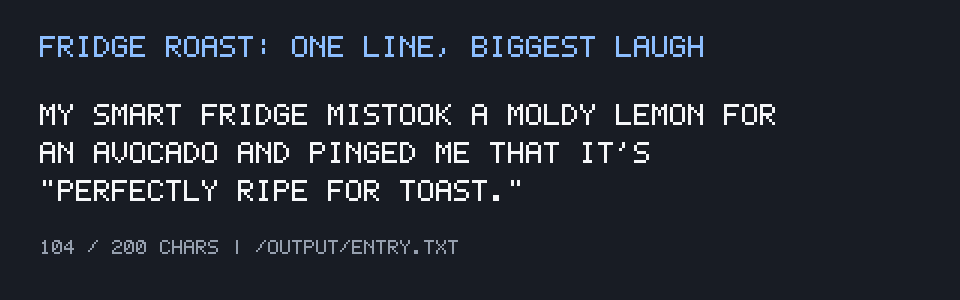 FRIDGE ROAST: ONE LINE, BIGGEST LAUGH
MY SMART FRIDGE MISTOOK A MOLDY LEMON FOR
AN AVOCADO AND PINGED ME THAT IT'S
"PERFECTLY RIPE FOR TOAST."
104 / 200 CHARS | /OUTPUT/ENTRY.TXT